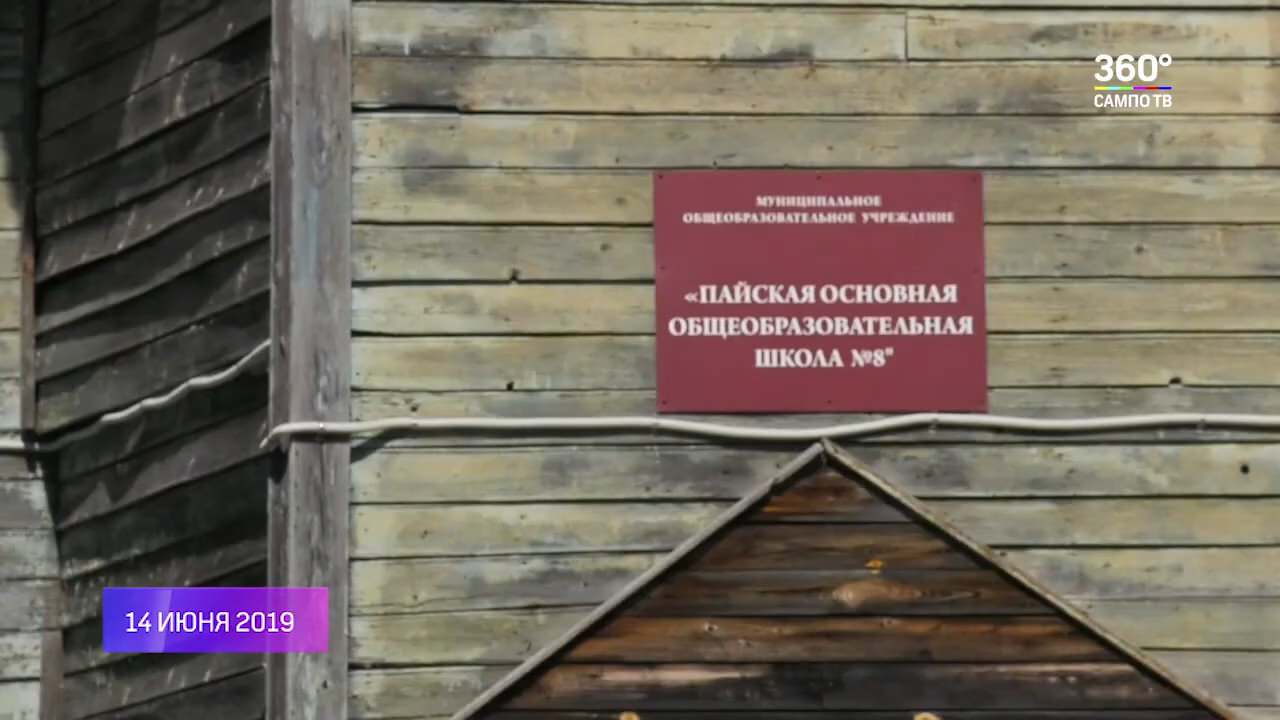 360°
САМПО ТВ
МУНИЦИПАЛЬНОЕ
ОБЩЕОБРАЗОВАТЕЛЬНОЕ УЧРЕЖДЕНИЕ
«ПАЙСКАЯ ОСНОВНАЯ
ОБЩЕОБРАЗОВАТЕЛЬНАЯ
ШКОЛА №8"
14 ИЮНЯ 2019